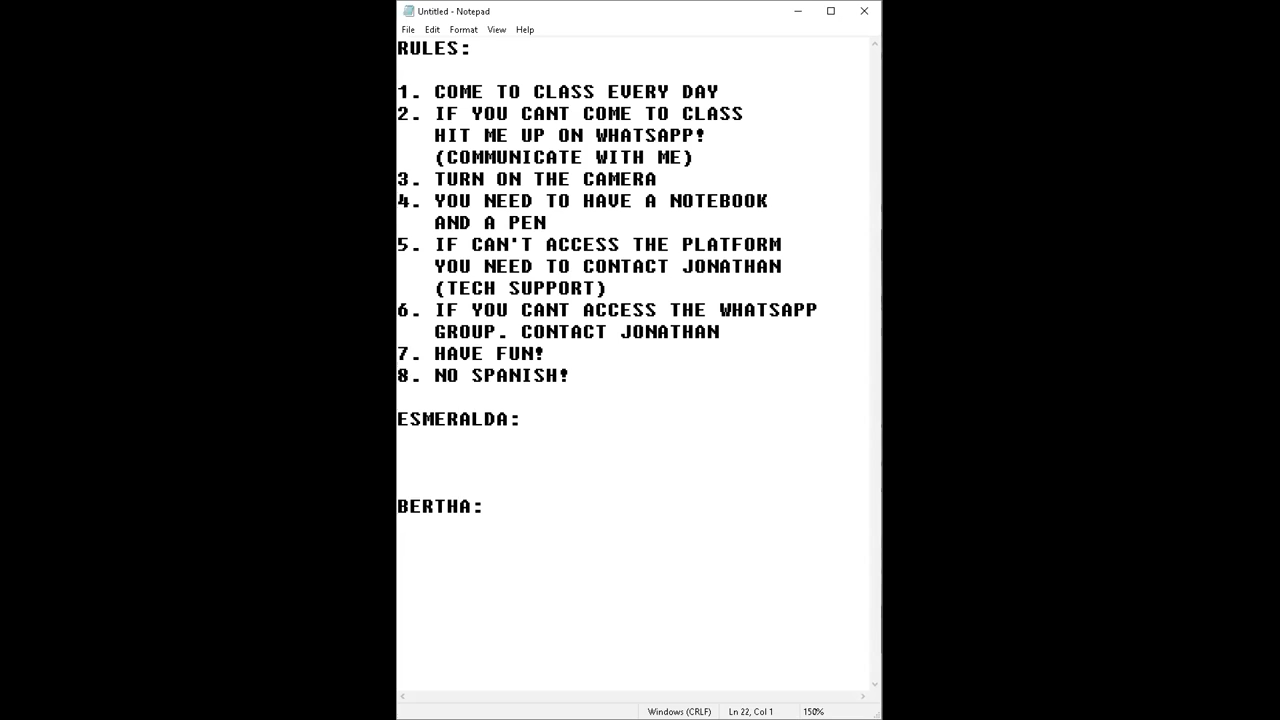 Untitled - Notepad
File Edit Format View Help
RULES:
1. COME TO CLASS EVERY DAY
2. IF YOU CANT COME TO CLASS
HIT ME UP ON WHATSAPP!
(COMMUNICATE WITH ME)
3. TURN ON THE CAMERA
4. YOU NEED TO HAVE A NOTEBOOK
AND A PEN
5. IF CAN'T ACCESS THE PLATFORM
YOU NEED TO CONTACT JONATHAN
(TECH SUPPORT)
6. IF YOU CANT ACCESS THE WHATSAPP
GROUP. CONTACT JONATHAN
7. HAVE FUN!
8. NO SPANISH!
ESMERALDA:
BERTHA:
Windows (CRLF) Ln 22, Col 1 150%